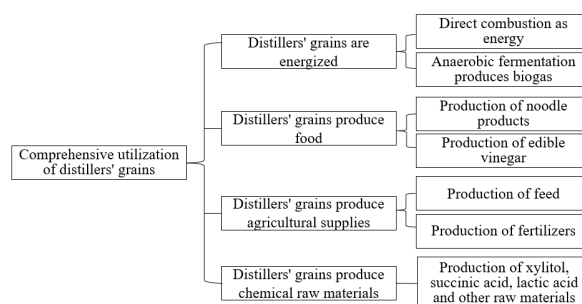 Comprehensive utilization
of distillers' grains
Distillers' grains are
energized
Direct combustion as
energy
Anaerobic fermentation
produces biogas
Distillers' grains produce
food
Production of noodle
products
Production of edible
vinegar
Distillers' grains produce
agricultural supplies
Production of feed
Production of fertilizers
Distillers' grains produce
chemical raw materials
Production of xylitol,
succinic acid, lactic acid
and other raw materials